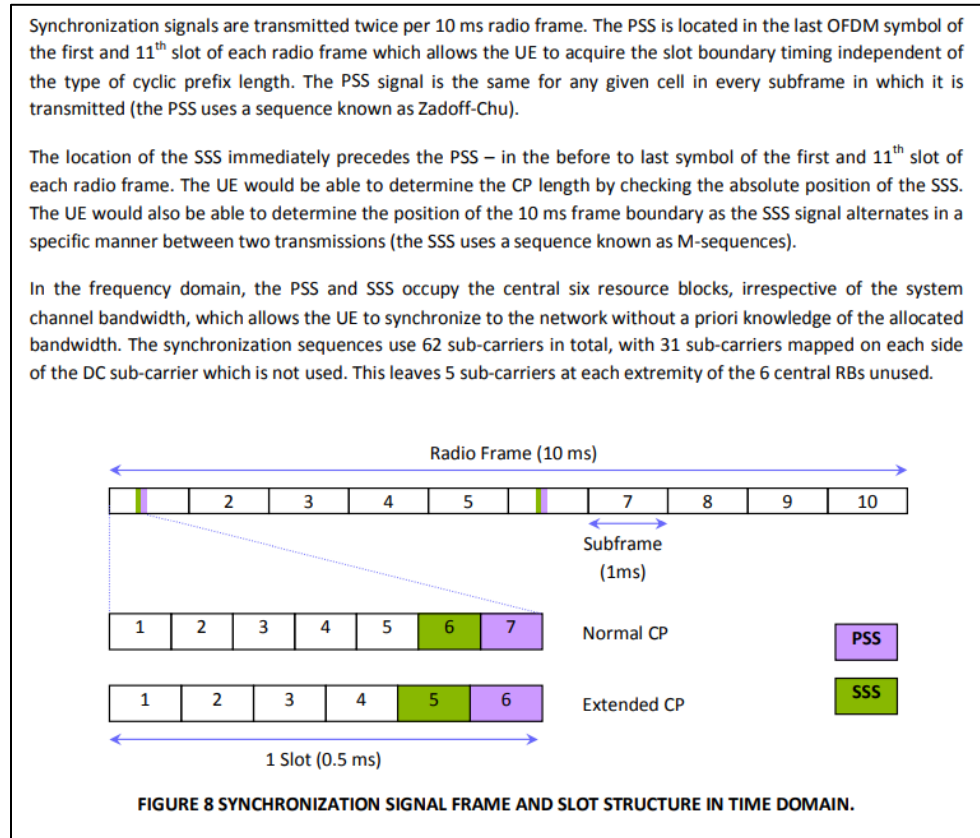 Synchronization signals are transmitted twice per 10 ms radio frame. The PSS is located in the last OFDM symbol of
the first and 11th slot of each radio frame which allows the UE to acquire the slot boundary timing independent of
the type of cyclic prefix length. The PSS signal is the same for any given cell in every subframe in which it is
transmitted (the PSS uses a sequence known as Zadoff-Chu).
The location of the SSS immediately precedes the PSS – in the before to last symbol of the first and 11th slot of
each radio frame. The UE would be able to determine the CP length by checking the absolute position of the SSS.
The UE would also be able to determine the position of the 10 ms frame boundary as the SSS signal alternates in a
specific manner between two transmissions (the SSS uses a sequence known as M-sequences).
In the frequency domain, the PSS and SSS occupy the central six resource blocks, irrespective of the system
channel bandwidth, which allows the UE to synchronize to the network without a priori knowledge of the allocated
bandwidth. The synchronization sequences use 62 sub-carriers in total, with 31 sub-carriers mapped on each side
of the DC sub-carrier which is not used. This leaves 5 sub-carriers at each extremity of the 6 central RBs unused.
Radio Frame (10 ms)
2 3 4 5 7 8 9 10
Subframe
(1ms)
1 2 3 4 5 6 7 Normal CP PSS
1 2 3 4 5 6 Extended CP SSS
1 Slot (0.5 ms)
FIGURE 8 SYNCHRONIZATION SIGNAL FRAME AND SLOT STRUCTURE IN TIME DOMAIN.